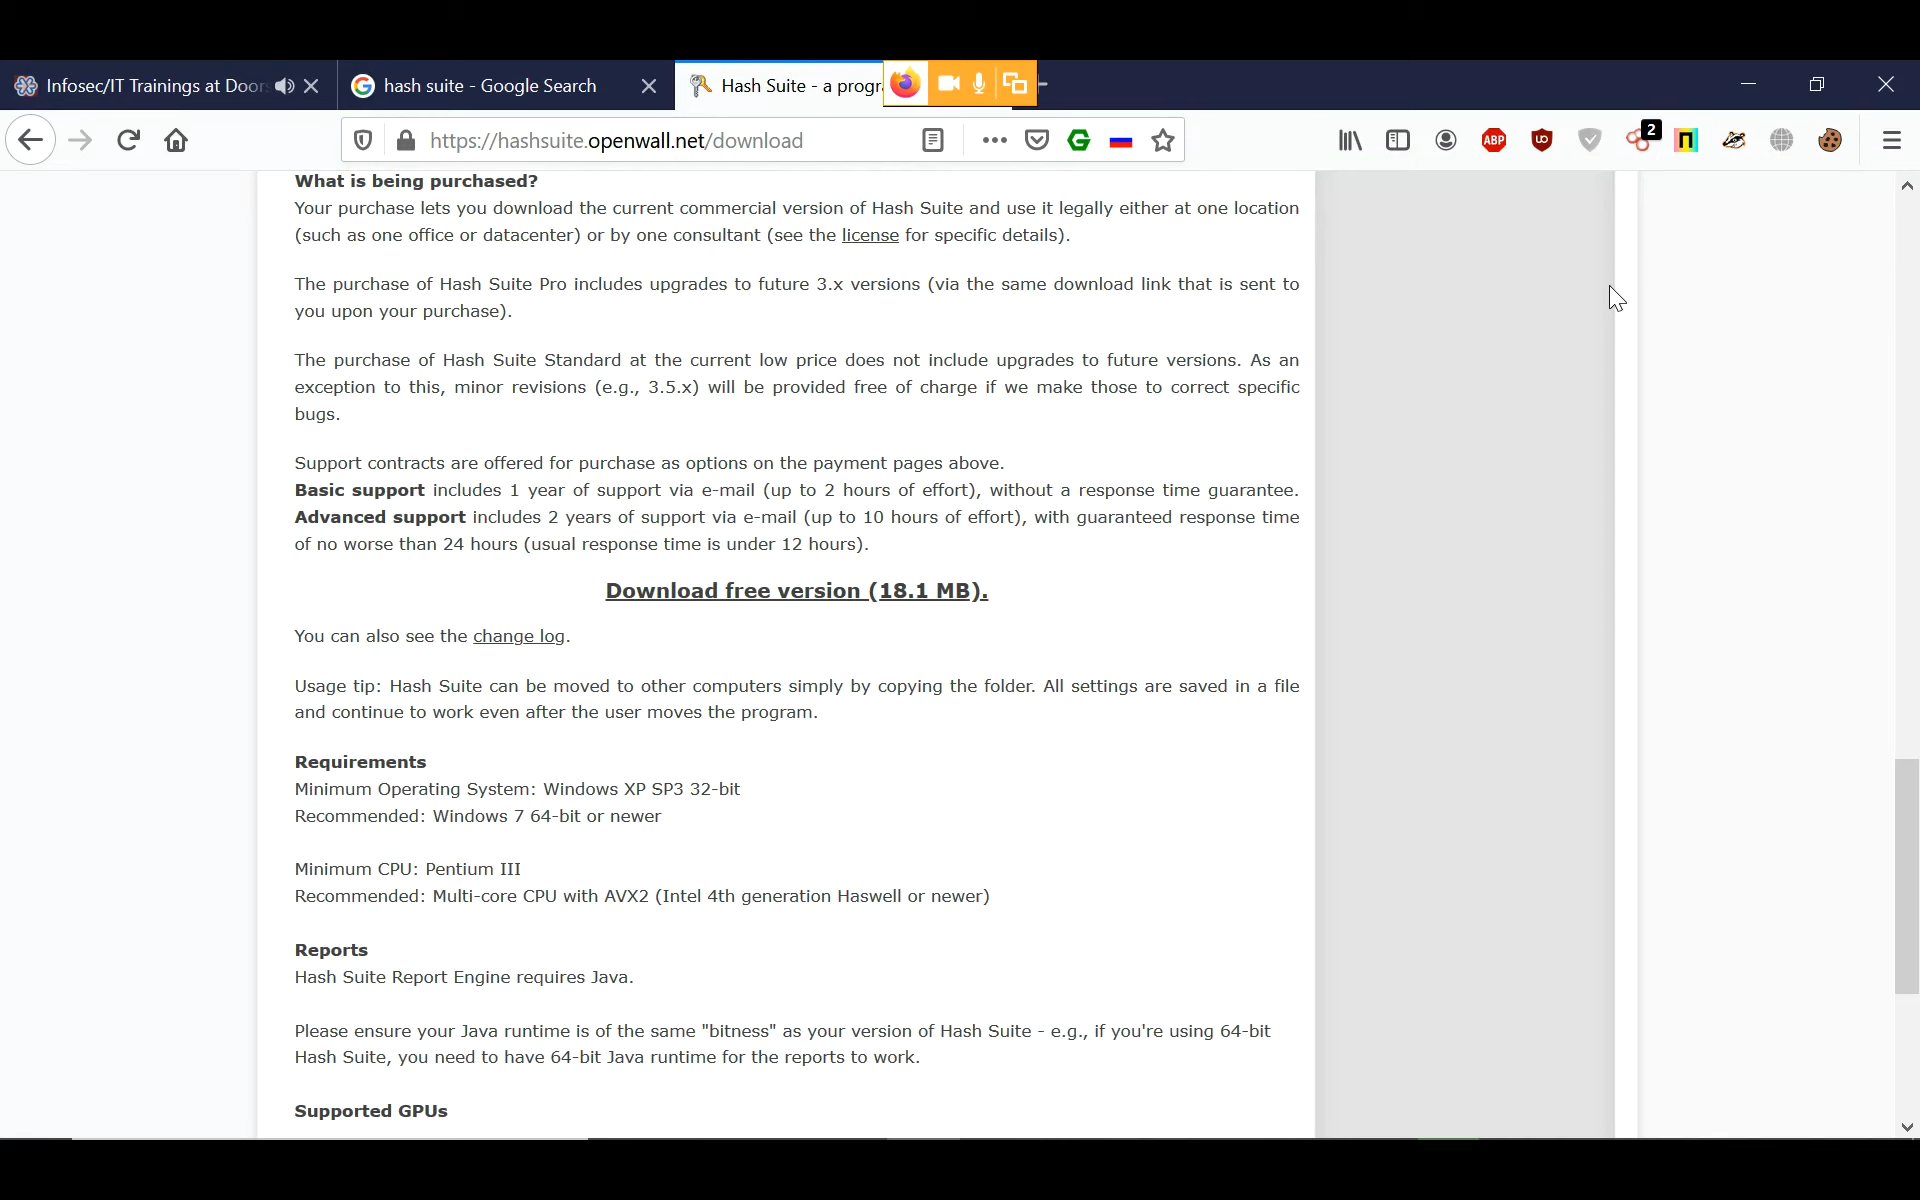 Infosec/IT Trainings at Door
hash suite - Google Search
Hash Suite - a progr
https://hashsuite.openwall.net/download
ABP
2
What is being purchased?
Your purchase lets you download the current commercial version of Hash Suite and use it legally either at one location
(such as one office or datacenter) or by one consultant (see the license for specific details).
The purchase of Hash Suite Pro includes upgrades to future 3.x versions (via the same download link that is sent to
you upon your purchase).
The purchase of Hash Suite Standard at the current low price does not include upgrades to future versions. As an
exception to this, minor revisions (e.g., 3.5.x) will be provided free of charge if we make those to correct specific
bugs.
Support contracts are offered for purchase as options on the payment pages above.
Basic support includes 1 year of support via e-mail (up to 2 hours of effort), without a response time guarantee.
Advanced support includes 2 years of support via e-mail (up to 10 hours of effort), with guaranteed response time
of no worse than 24 hours (usual response time is under 12 hours).
Download free version (18.1 MB).
You can also see the change log.
Usage tip: Hash Suite can be moved to other computers simply by copying the folder. All settings are saved in a file
and continue to work even after the user moves the program.
Requirements
Minimum Operating System: Windows XP SP3 32-bit
Recommended: Windows 7 64-bit or newer
Minimum CPU: Pentium III
Recommended: Multi-core CPU with AVX2 (Intel 4th generation Haswell or newer)
Reports
Hash Suite Report Engine requires Java.
Please ensure your Java runtime is of the same "bitness" as your version of Hash Suite - e.g., if you're using 64-bit
Hash Suite, you need to have 64-bit Java runtime for the reports to work.
Supported GPUs